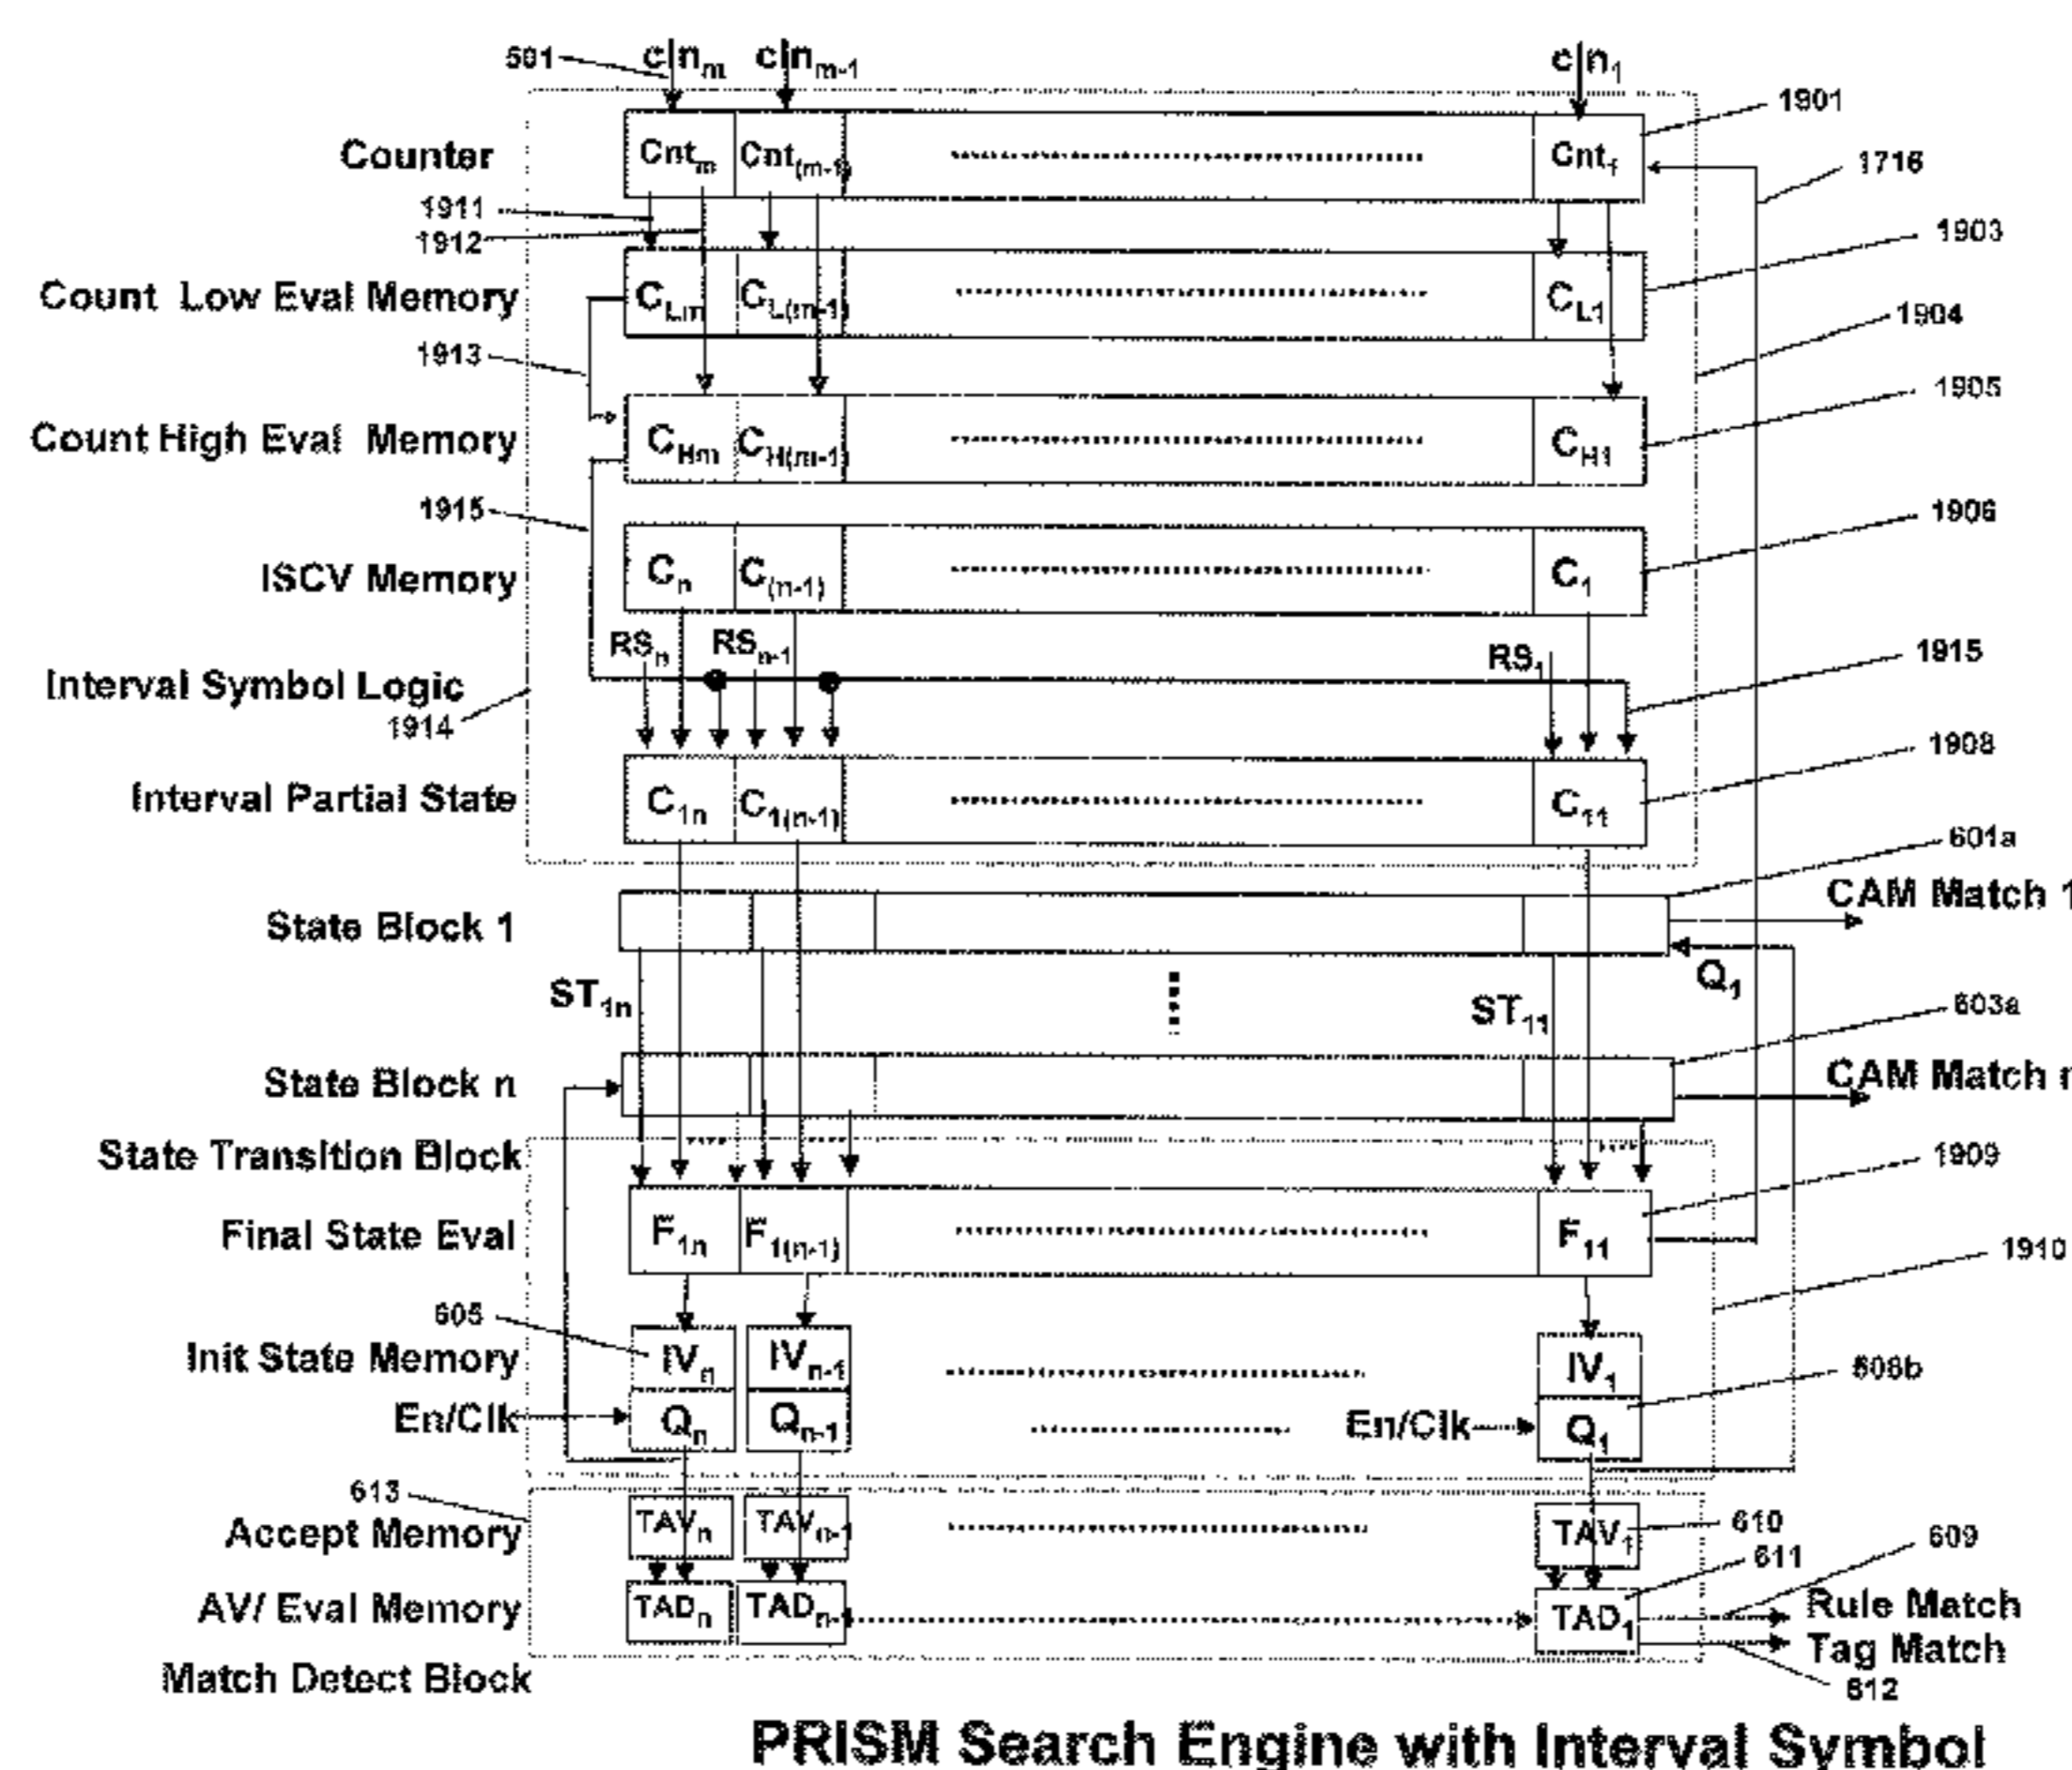 501 cIn_m cIn_m-1 cIn_1
1901
Counter Cnt_m Cnt_(m-1) Cnt_1
1716
1911
1912
1903
Count Low Eval Memory C_Lm C_L(m-1) C_L1
1904
1913
1905
Count High Eval Memory C_Hm C_H(m-1) C_H1
1915
1906
ISCV Memory C_n C_(n-1) C_1
RS_n RS_n-1 RS_1
1915
Interval Symbol Logic
1914
1908
Interval Partial State C_1n C_1(n-1) C_11
601a
CAM Match 1
State Block 1
Q_1
ST_1n ST_11
603a
State Block n
CAM Match n
State Transition Block
1909
Final State Eval F_1n F_1(n-1) F_11
1910
605
Init State Memory IV_n IV_n-1 IV_1
608b
En/Clk Q_n Q_n-1 En/Clk Q_1
613
Accept Memory TAV_n TAV_n-1 TAV_1 610
609
611
AV/ Eval Memory TAD_n TAD_n-1 TAD_1 Rule Match
Tag Match
Match Detect Block
612
PRISM Search Engine with Interval Symbol